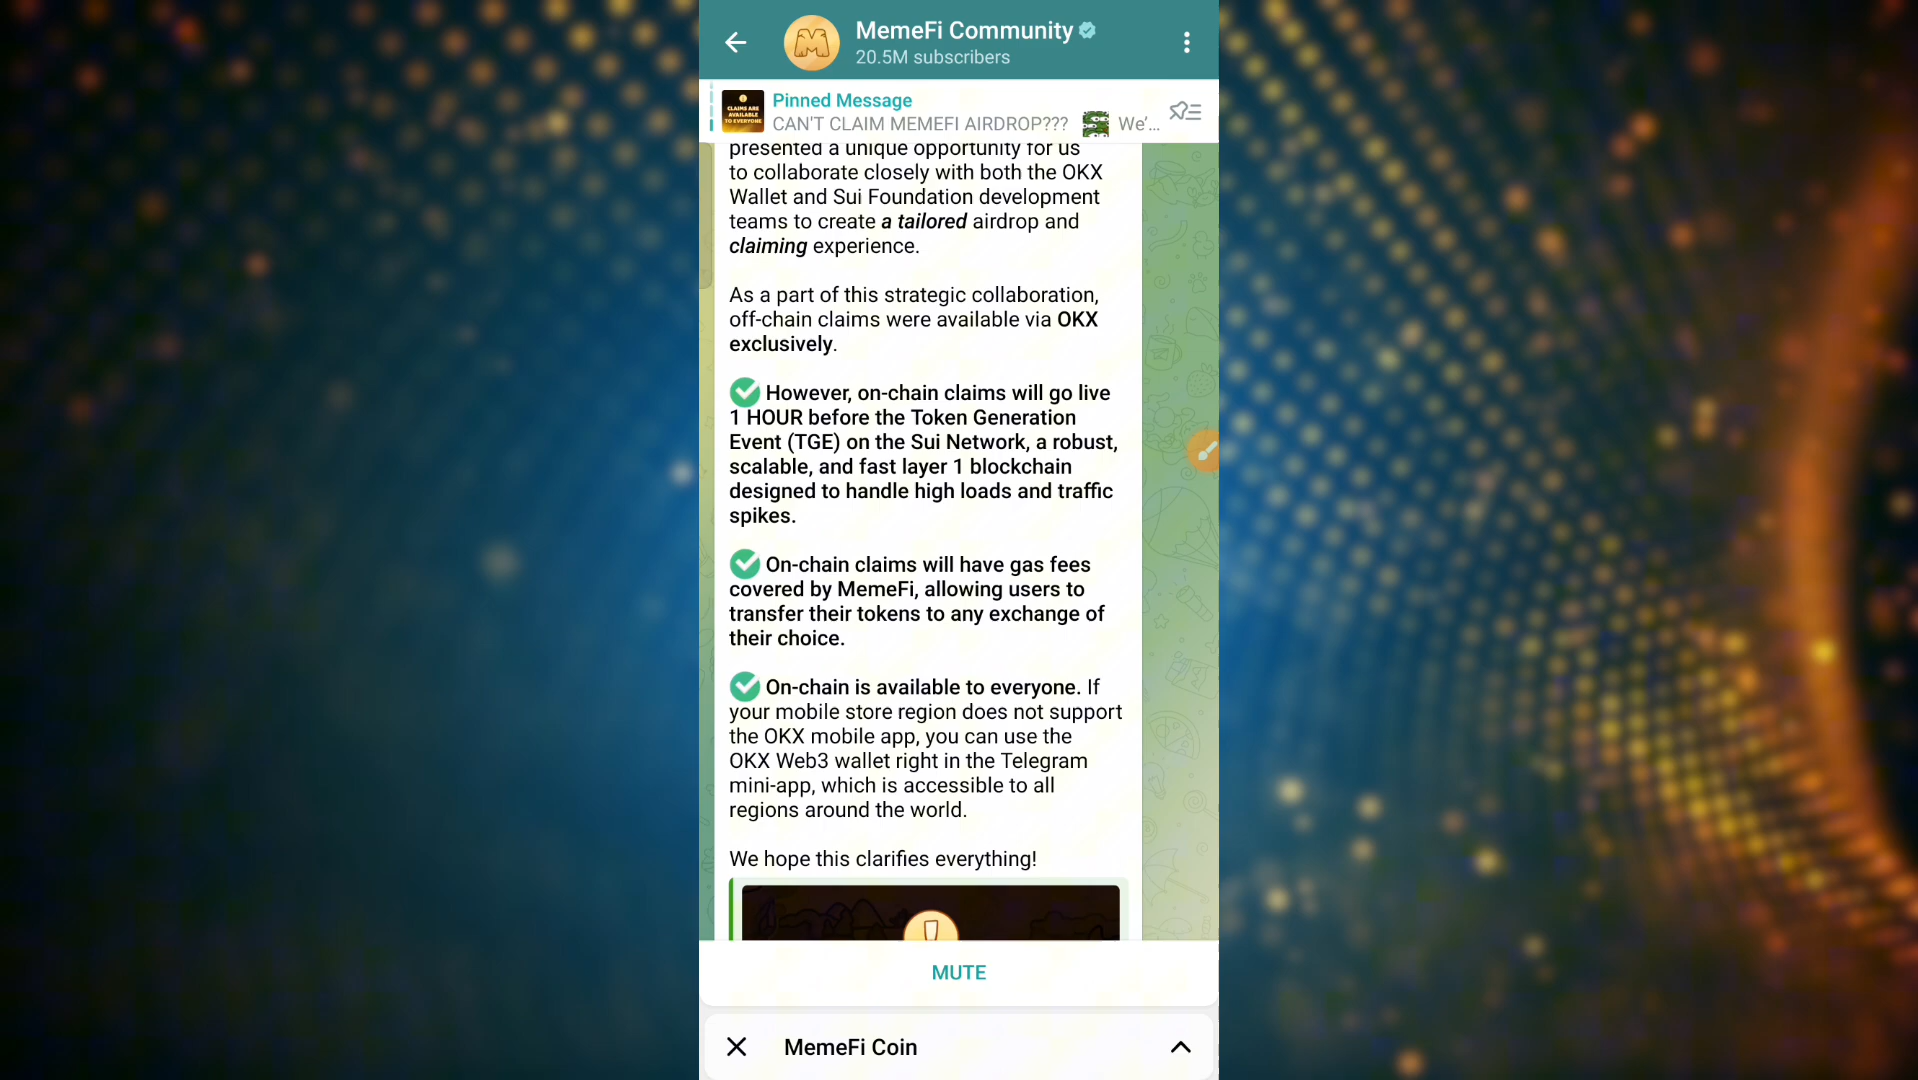 MemeFi Community
20.5M subscribers
CLAIMS ARE
AVAILABLE
TO EVERYONE
Pinned Message
CAN'T CLAIM MEMEFI AIRDROP??? We'...
presented a unique opportunity for us
to collaborate closely with both the OKX
Wallet and Sui Foundation development
teams to create a tailored airdrop and
claiming experience.
As a part of this strategic collaboration,
off-chain claims were available via OKX
exclusively.
However, on-chain claims will go live
1 HOUR before the Token Generation
Event (TGE) on the Sui Network, a robust,
scalable, and fast layer 1 blockchain
designed to handle high loads and traffic
spikes.
On-chain claims will have gas fees
covered by MemeFi, allowing users to
transfer their tokens to any exchange of
their choice.
On-chain is available to everyone. If
your mobile store region does not support
the OKX mobile app, you can use the
OKX Web3 wallet right in the Telegram
mini-app, which is accessible to all
regions around the world.
We hope this clarifies everything!
MUTE
MemeFi Coin